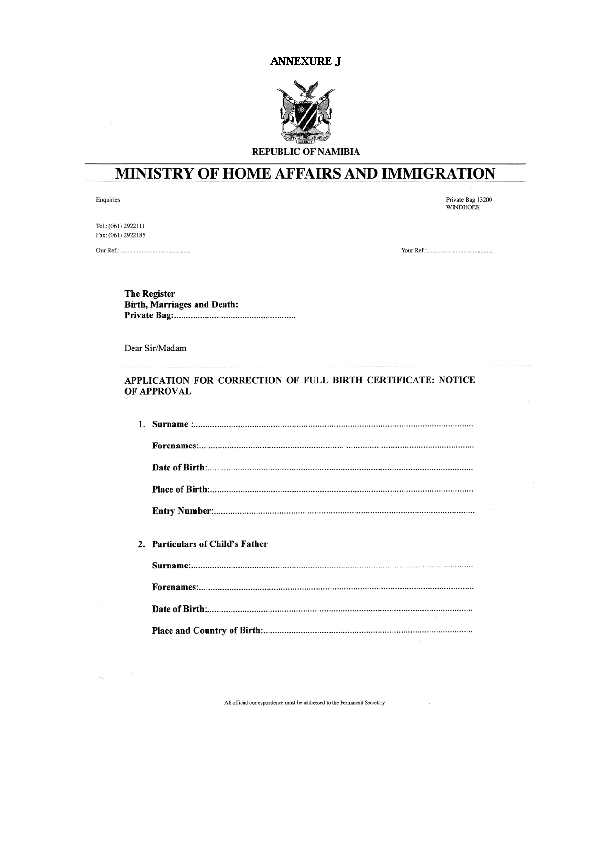 ANNEXURE J
REPUBLIC OF NAMIBIA
MINISTRY OF HOME AFFAIRS AND IMMIGRATION
Enquiries
Private Bag 13200
WINDHOEK
Tel.: (061) 2922111
Fax: (061) 2922185
Our Ref.: ........................................
Your Ref.: ....................................
The Register
Birth, Marriages and Death:
Private Bag:....................................................
Dear Sir/Madam
APPLICATION FOR CORRECTION OF FULL BIRTH CERTIFICATE: NOTICE
OF APPROVAL
1. Surname :........................................................................
Forenames:........................................................................
Date of Birth:........................................................................
Place of Birth:........................................................................
Entry Number:........................................................................
2. Particulars of Child's Father
Surname:........................................................................
Forenames:........................................................................
Date of Birth:........................................................................
Place and Country of Birth:............................................................
All official correspondence must be addressed to the Permanent Secretary